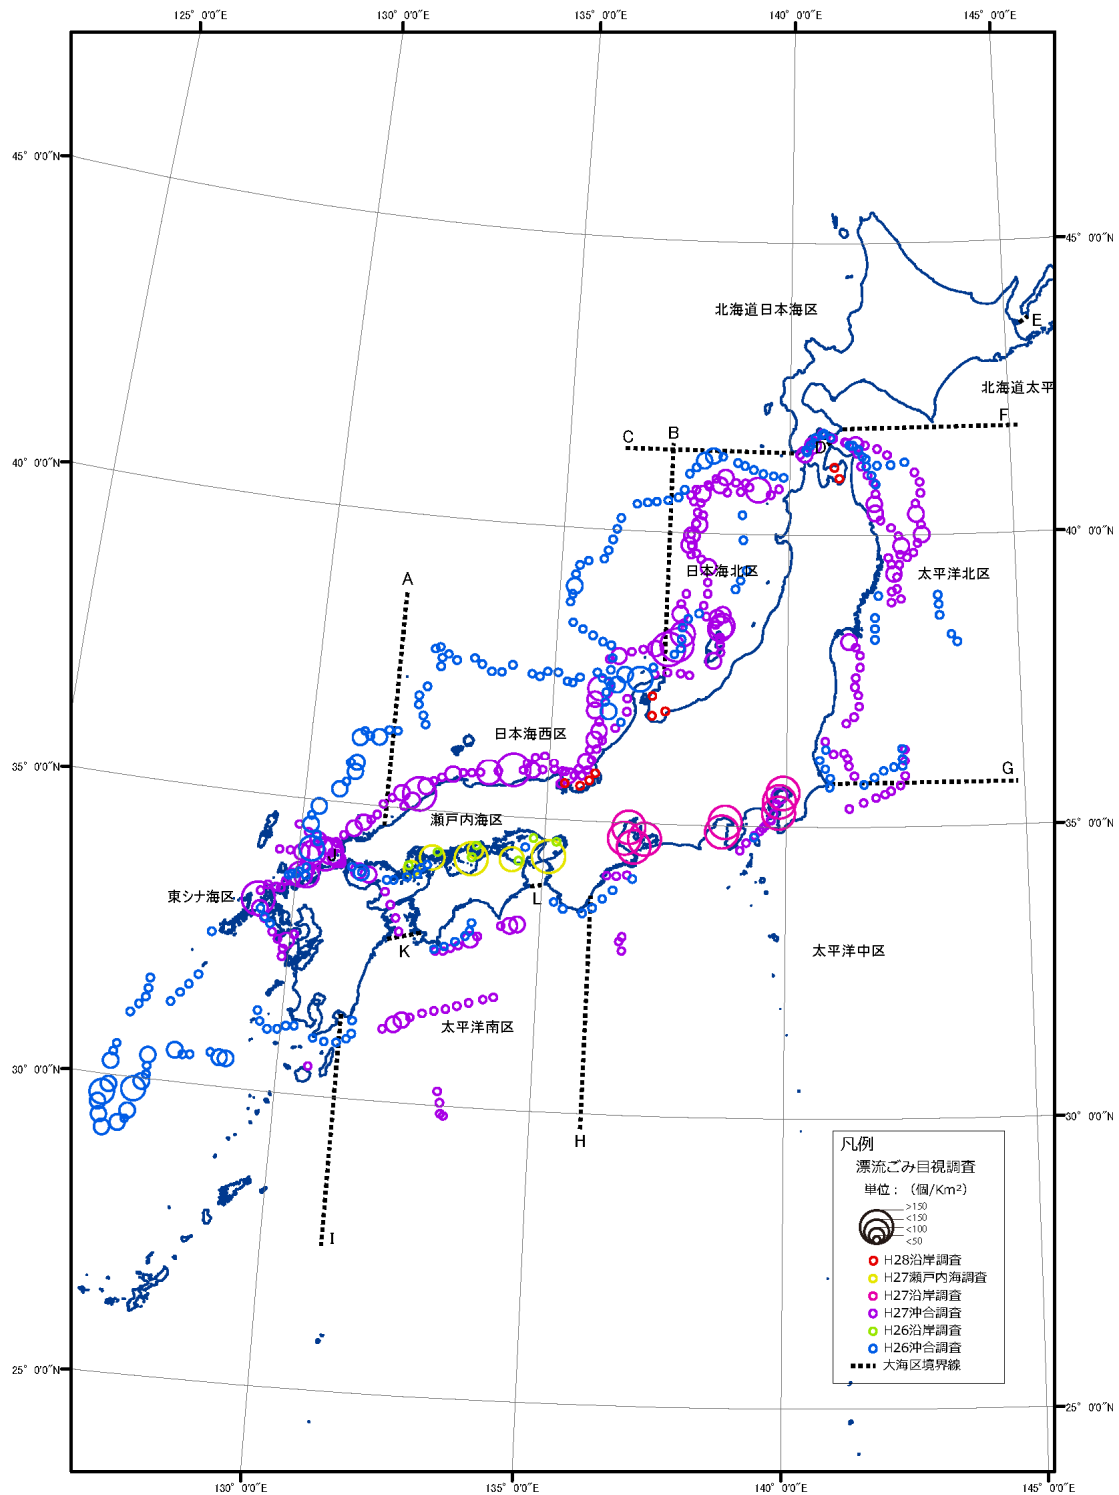 125° 0'0"E
130° 0'0"E
135° 0'0"E
140° 0'0"E
145° 0'0"E
45° 0'0"N
45° 0'0"N
北海道日本海区
E
北海道太平
F
B
C
D
40° 0'0"N
40° 0'0"N
日本海北区
太平洋北区
A
日本海西区
35° 0'0"N
G
瀬戸内海区
35° 0'0"N
J
東シナ海区
L
K
太平洋中区
太平洋南区
30° 0'0"N
30° 0'0"N
H
I
凡例
漂流ごみ目視調査
単位：（個/Km²）
>150
<150
<100
<50
H28沿岸調査
H27瀬戸内海調査
H27沿岸調査
H27沖合調査
H26沿岸調査
H26沖合調査
大海区境界線
25° 0'0"N
25° 0'0"N
130° 0'0"E
135° 0'0"E
140° 0'0"E
145° 0'0"E